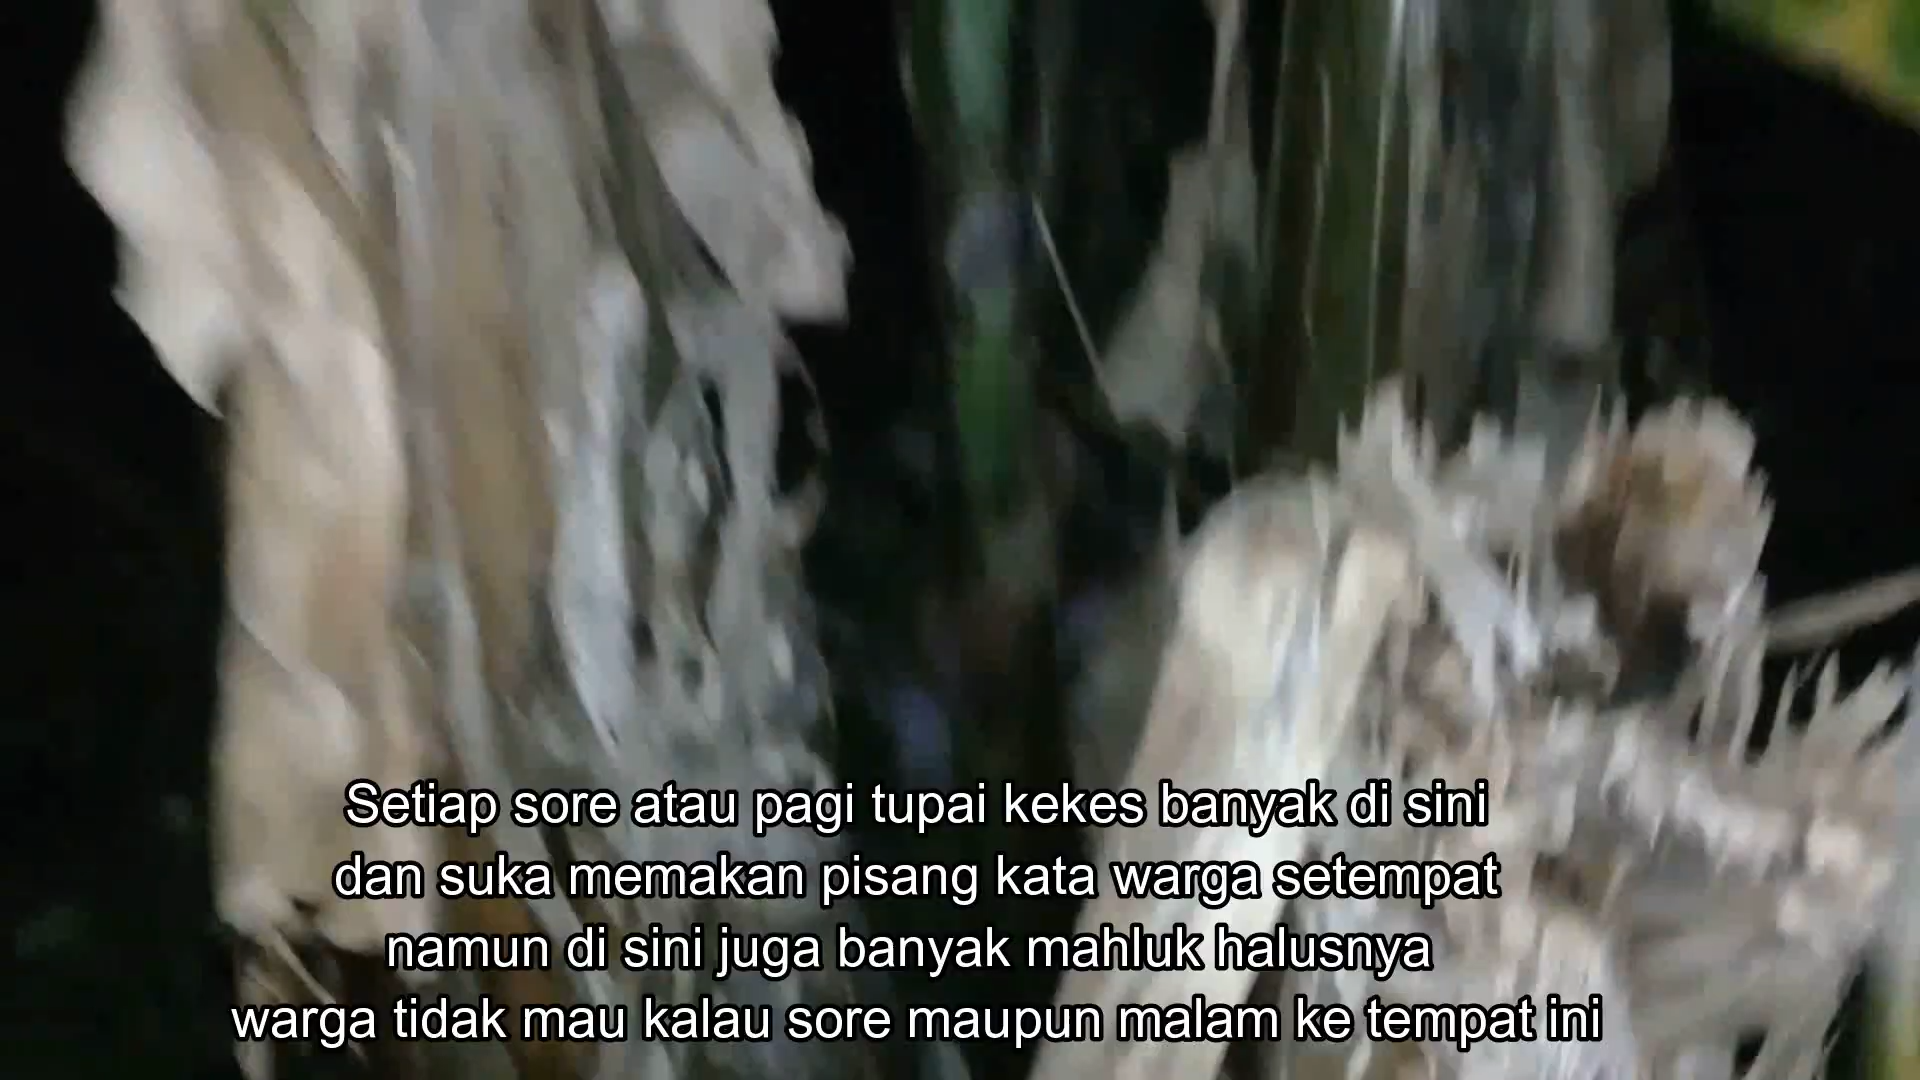 Setiap sore atau pagi tupai kekes banyak di sini
dan suka memakan pisang kata warga setempat
namun di sini juga banyak mahluk halusnya
warga tidak mau kalau sore maupun malam ke tempat ini